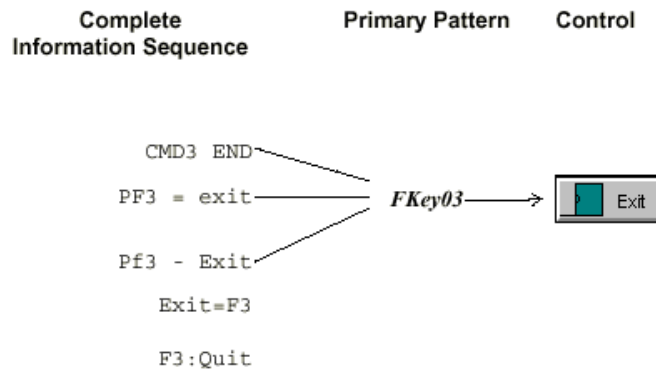 Complete Information Sequence
Primary Pattern
Control
CMD3 END
PF3 = exit
FKey03
Exit
Pf3 - Exit
Exit=F3
F3:Quit